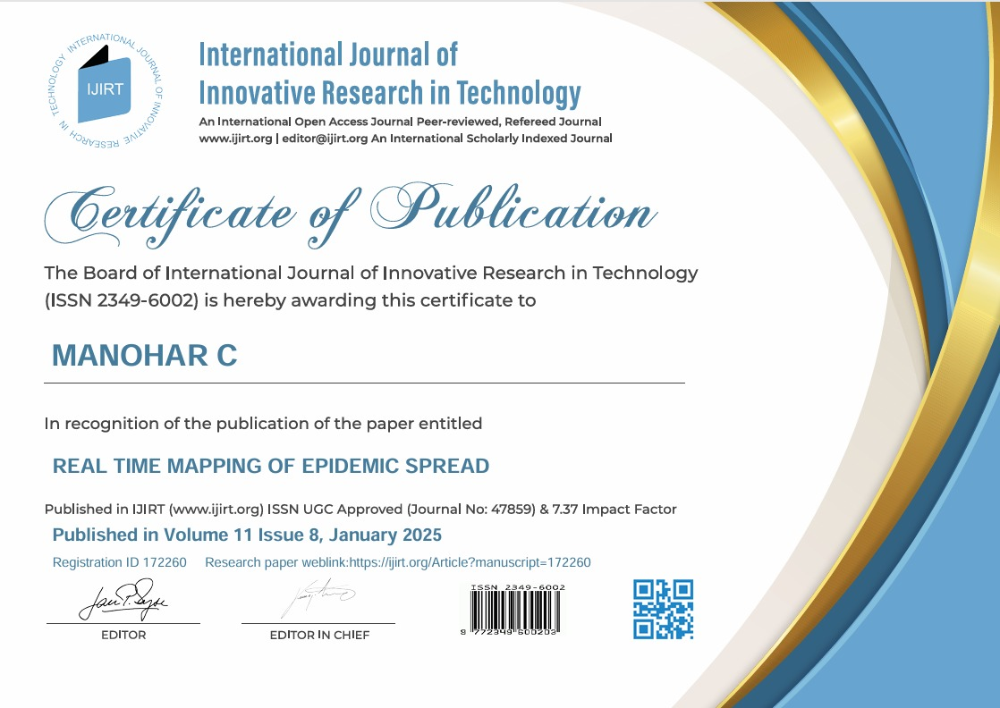 INTERNATIONAL JOURNAL OF INNOVATIVE RESEARCH IN TECHNOLOGY
IJIRT
International Journal of
Innovative Research in Technology
An International Open Access Journal Peer-reviewed, Refereed Journal
www.ijirt.org | editor@ijirt.org An International Scholarly Indexed Journal
Certificate of Publication
The Board of International Journal of Innovative Research in Technology
(ISSN 2349-6002) is hereby awarding this certificate to
MANOHAR C
In recognition of the publication of the paper entitled
REAL TIME MAPPING OF EPIDEMIC SPREAD
Published in IJIRT (www.ijirt.org) ISSN UGC Approved (Journal No: 47859) & 7.37 Impact Factor
Published in Volume 11 Issue 8, January 2025
Registration ID 172260 Research paper weblink:https://ijirt.org/Article?manuscript=172260
EDITOR
EDITOR IN CHIEF
ISSN 2349-6002
9 772349 600203